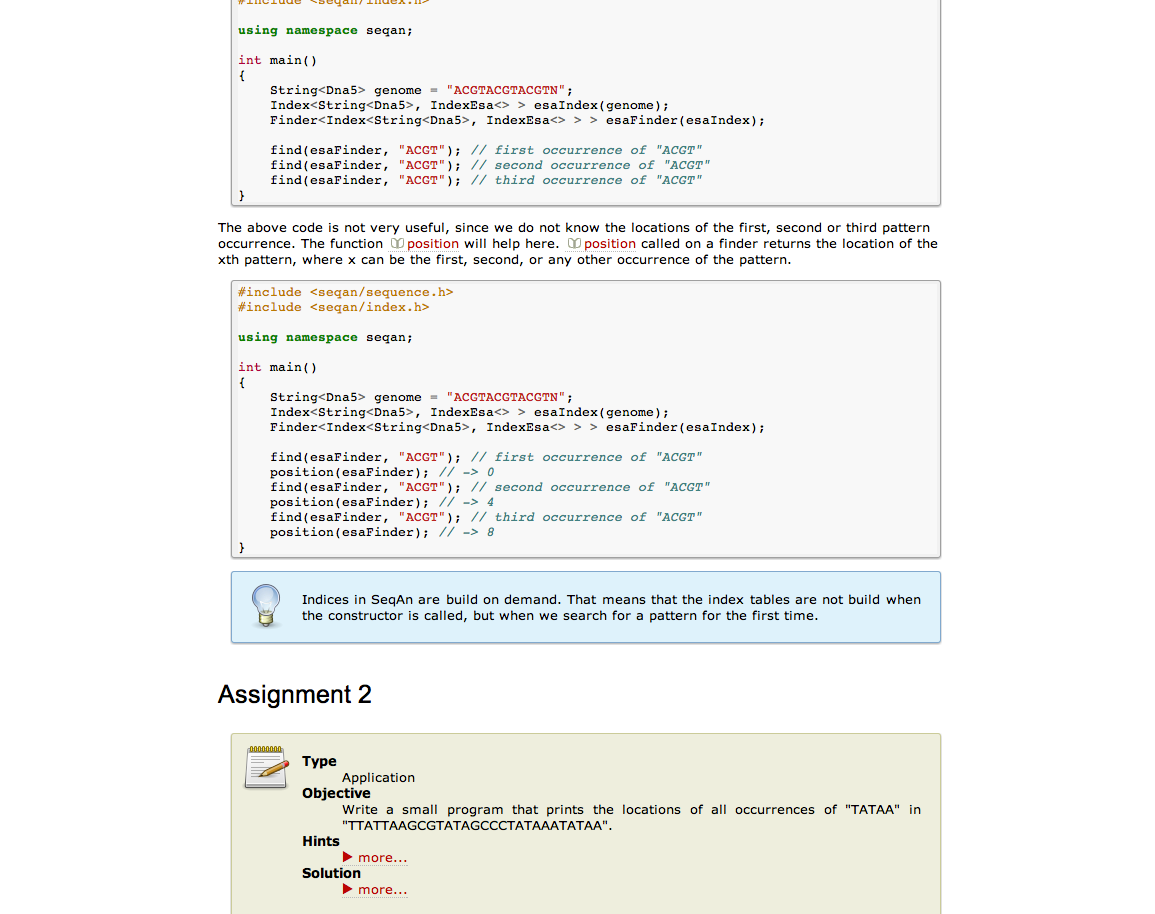 #include <seqan/index.h>
using namespace seqan;
int main()
{
String<Dna5> genome = "ACGTACGTACGTN";
Index<String<Dna5>, IndexEsa<> > esaIndex(genome);
Finder<Index<String<Dna5>, IndexEsa<> > > esaFinder(esaIndex);
find(esaFinder, "ACGT"); // first occurrence of "ACGT"
find(esaFinder, "ACGT"); // second occurrence of "ACGT"
find(esaFinder, "ACGT"); // third occurrence of "ACGT"
}
The above code is not very useful, since we do not know the locations of the first, second or third pattern
occurrence. The function position will help here. position called on a finder returns the location of the
xth pattern, where x can be the first, second, or any other occurrence of the pattern.
#include <seqan/sequence.h>
#include <seqan/index.h>
using namespace seqan;
int main()
{
String<Dna5> genome = "ACGTACGTACGTN";
Index<String<Dna5>, IndexEsa<> > esaIndex(genome);
Finder<Index<String<Dna5>, IndexEsa<> > > esaFinder(esaIndex);
find(esaFinder, "ACGT"); // first occurrence of "ACGT"
position(esaFinder); // -> 0
find(esaFinder, "ACGT"); // second occurrence of "ACGT"
position(esaFinder); // -> 4
find(esaFinder, "ACGT"); // third occurrence of "ACGT"
position(esaFinder); // -> 8
}
Indices in SeqAn are build on demand. That means that the index tables are not build when
the constructor is called, but when we search for a pattern for the first time.
Assignment 2
Type
Application
Objective
Write a small program that prints the locations of all occurrences of "TATAA" in
"TTATTAAGCGTATAGCCCTATAAATATAA".
Hints
more...
Solution
more...